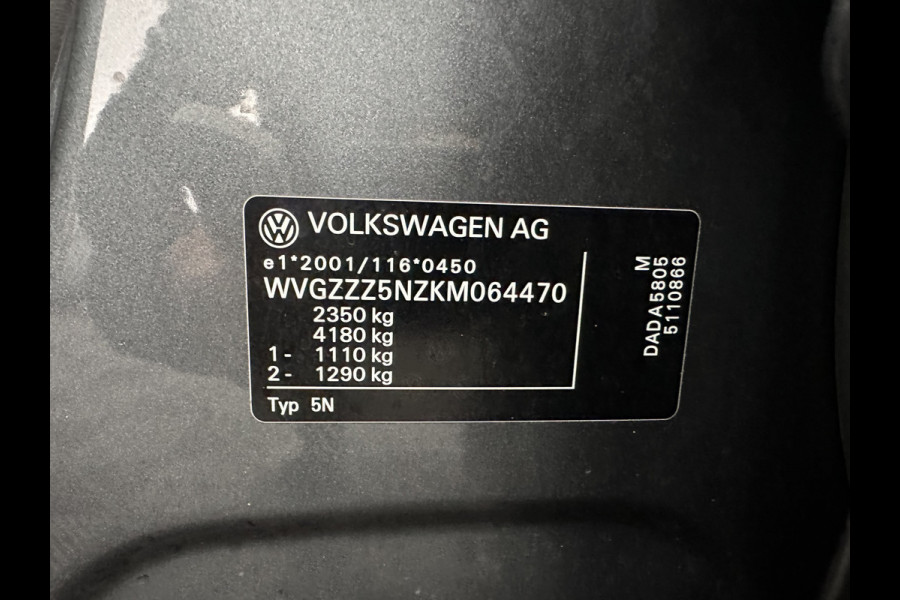 VOLKSWAGEN AG
e1*2001/116*0450
WVGZZZ5NZKM064470
2350 kg
4180 kg
1- 1110 kg
2- 1290 kg
Typ 5N
M
DADA5805
5110866